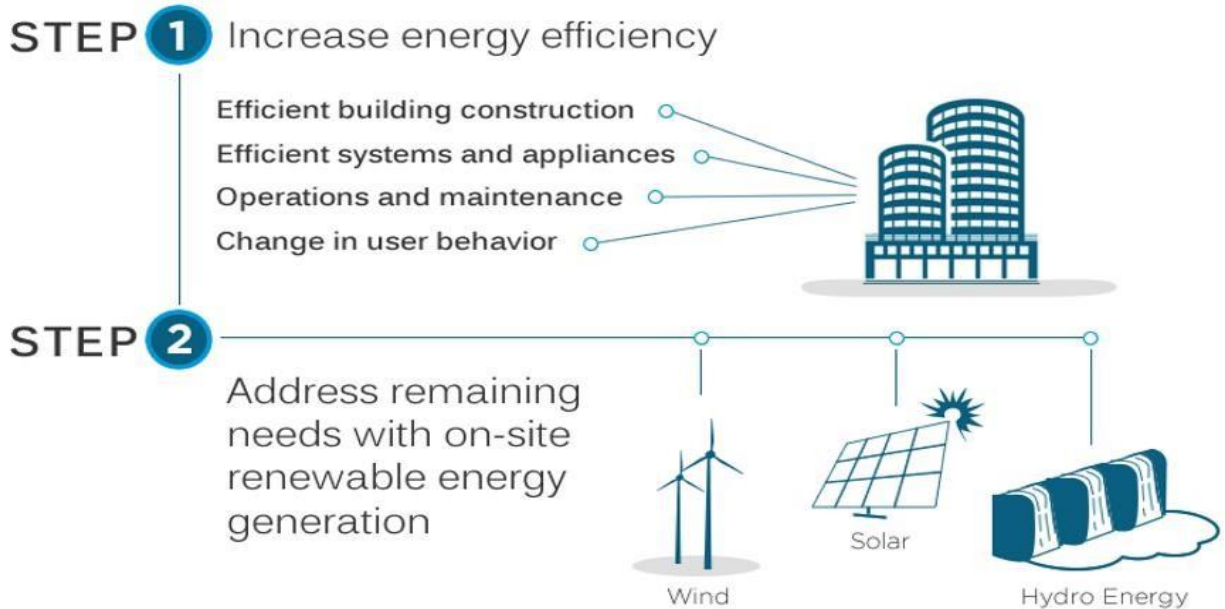 STEP 1 Increase energy efficiency
Efficient building construction
Efficient systems and appliances
Operations and maintenance
Change in user behavior
STEP 2
Address remaining
needs with on-site
renewable energy
generation
Wind
Solar
Hydro Energy